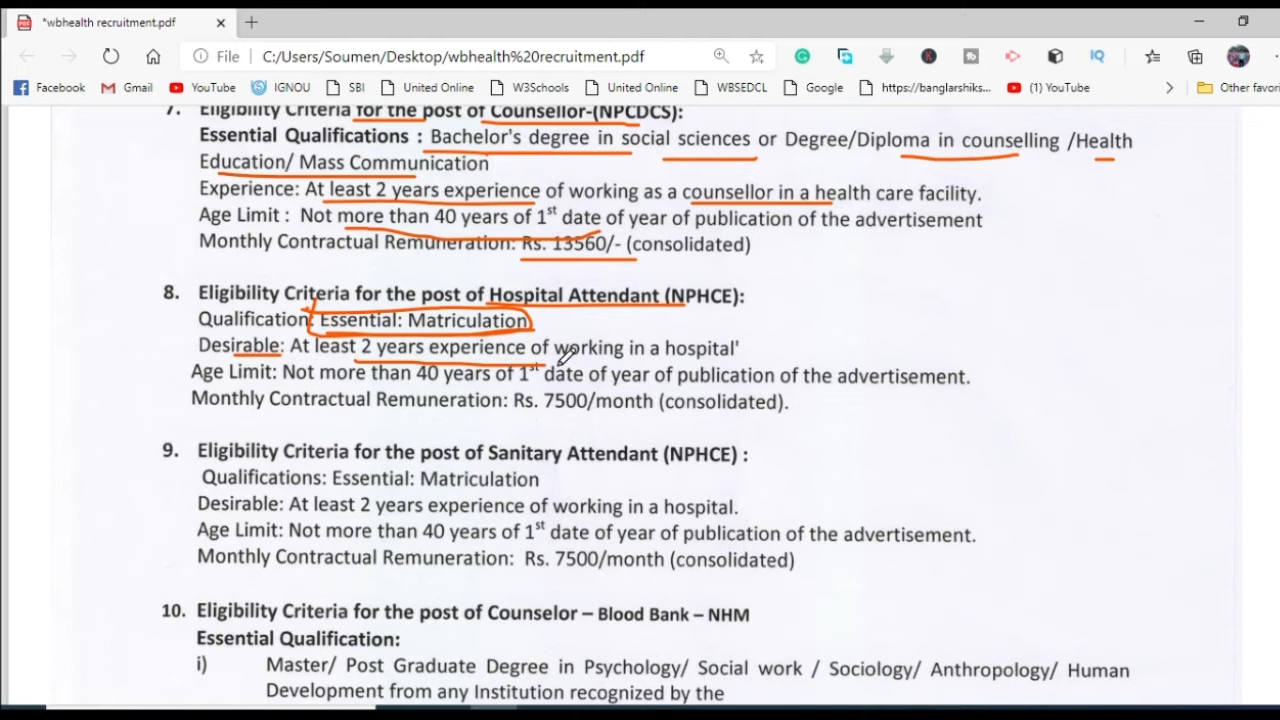 *wbhealth recruitment.pdf
File C:/Users/Soumen/Desktop/wbhealth%20recruitment.pdf
Facebook Gmail YouTube IGNOU SBI United Online W3Schools United Online WBSEDCL Google https://banglarshiks... (1) YouTube Other favori
7. Eligibility Criteria for the post of Counsellor-(NPCDCS):
Essential Qualifications : Bachelor's degree in social sciences or Degree/Diploma in counselling /Health
Education/ Mass Communication
Experience: At least 2 years experience of working as a counsellor in a health care facility.
Age Limit : Not more than 40 years of 1st date of year of publication of the advertisement
Monthly Contractual Remuneration: Rs. 13560/- (consolidated)
8. Eligibility Criteria for the post of Hospital Attendant (NPHCE):
Qualification: Essential: Matriculation
Desirable: At least 2 years experience of working in a hospital'
Age Limit: Not more than 40 years of 1st date of year of publication of the advertisement.
Monthly Contractual Remuneration: Rs. 7500/month (consolidated).
9. Eligibility Criteria for the post of Sanitary Attendant (NPHCE) :
Qualifications: Essential: Matriculation
Desirable: At least 2 years experience of working in a hospital.
Age Limit: Not more than 40 years of 1st date of year of publication of the advertisement.
Monthly Contractual Remuneration: Rs. 7500/month (consolidated)
10. Eligibility Criteria for the post of Counselor – Blood Bank – NHM
Essential Qualification:
i) Master/ Post Graduate Degree in Psychology/ Social work / Sociology/ Anthropology/ Human
Development from any Institution recognized by the